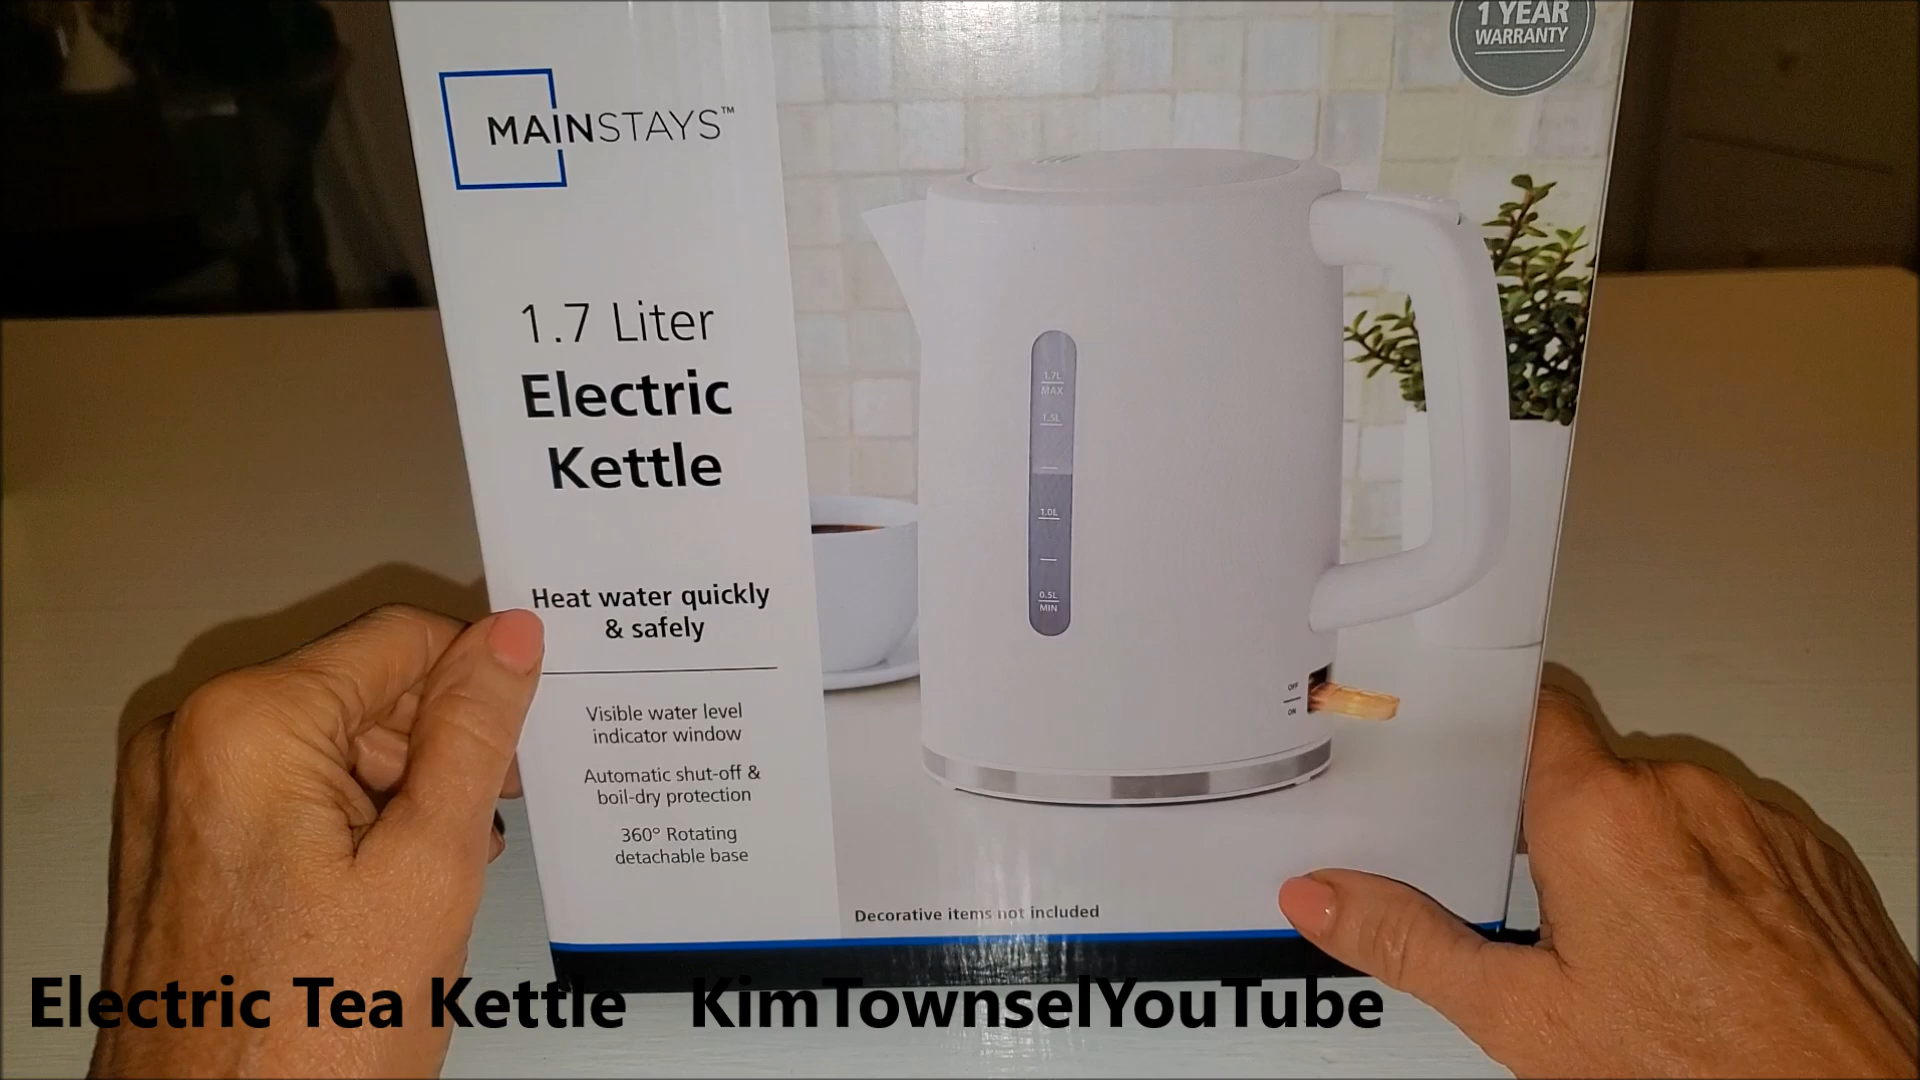 1 YEAR
WARRANTY
MAINSTAYS™
1.7 Liter
Electric
Kettle
Heat water quickly
& safely
Visible water level
indicator window
Automatic shut-off &
boil-dry protection
360° Rotating
detachable base
1.7L
MAX
1.5L
1.0L
0.5L
MIN
OFF
ON
Decorative items not included
Electric Tea Kettle KimTownselYouTube